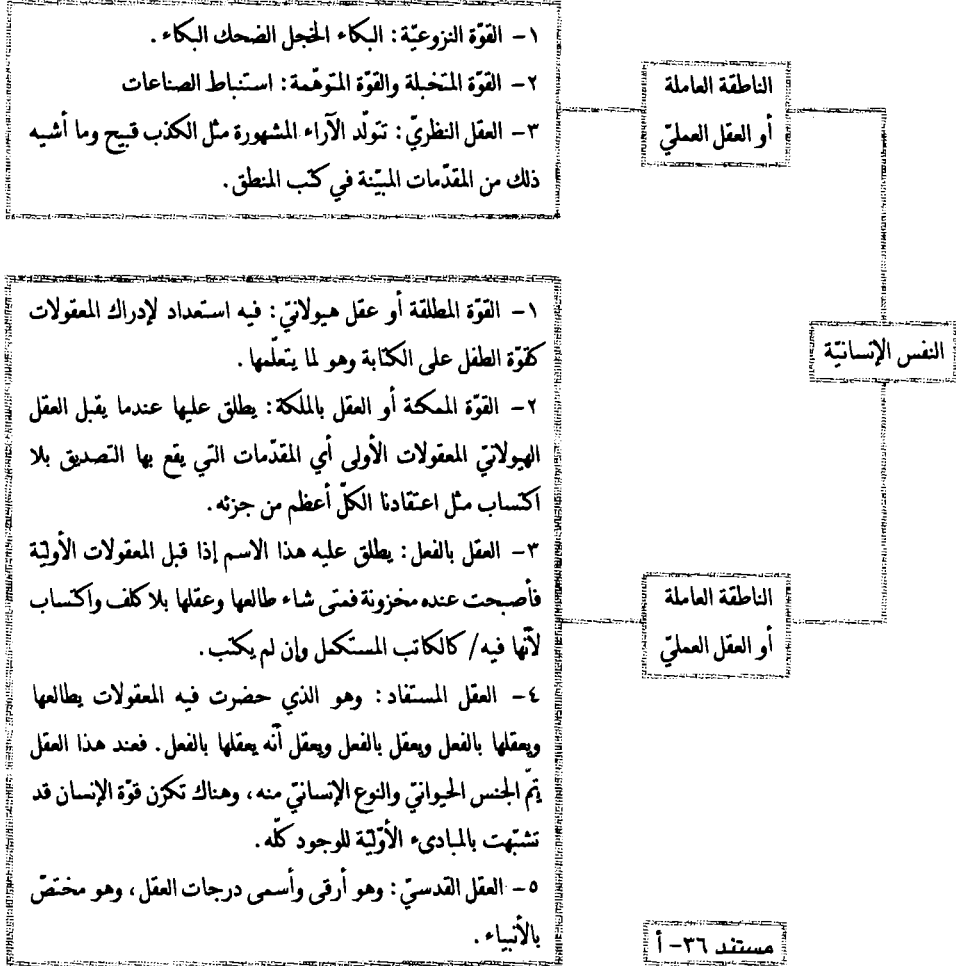 النفس الإنسانيّة
الناطقة العاملة
أو العقل العمليّ
١- القوّة النزوعيّة: البكاء الخجل الضحك البكاء.
٢- القوّة المتخيلة والقوّة المتوهّمة: استنباط الصناعات
٣- العقل النظريّ: تتولّد الآراء المشهورة مثل الكذب قبيح وما أشبه
ذلك من المقدّمات المبيّنة في كتب المنطق.
الناطقة العاملة
أو العقل العمليّ
١- القوّة المطلقة أو عقل هيولانيّ: فيه استعداد لإدراك المعقولات
كقوّة الطفل على الكتابة وهو لما يتعلّمها.
٢- القوّة الممكنة أو العقل بالملكة: يطلق عليها عندما يقبل العقل
الهيولانيّ المعقولات الأولى أي المقدّمات التي يقع بها التصديق بلا
اكتساب مثل اعتقادنا الكلّ أعظم من جزئه.
٣- العقل بالفعل: يطلق عليه هذا الاسم إذا قبل المعقولات الأوليّة
فأصبحت عنده مخزونة فمتى شاء طالعها وعقلها بلا كلف واكتساب
لأنّها فيه/ كالكاتب المستكمل وإن لم يكتب.
٤- العقل المستفاد: وهو الذي حضرت فيه المعقولات يطالعها
ويعقلها بالفعل ويعقل بالفعل ويعقل أنّه يعقلها بالفعل. فعند هذا العقل
يتمّ الجنس الحيوانيّ والنوع الإنسانيّ منه، وهناك تكون قوّة الإنسان قد
تشبّهت بالمبادىء الأوّليّة للوجود كلّه.
٥- العقل القدسيّ: وهو أرقى وأسمى درجات العقل، وهو مختصّ
بالأنبياء.
مستند ٣٦- أ